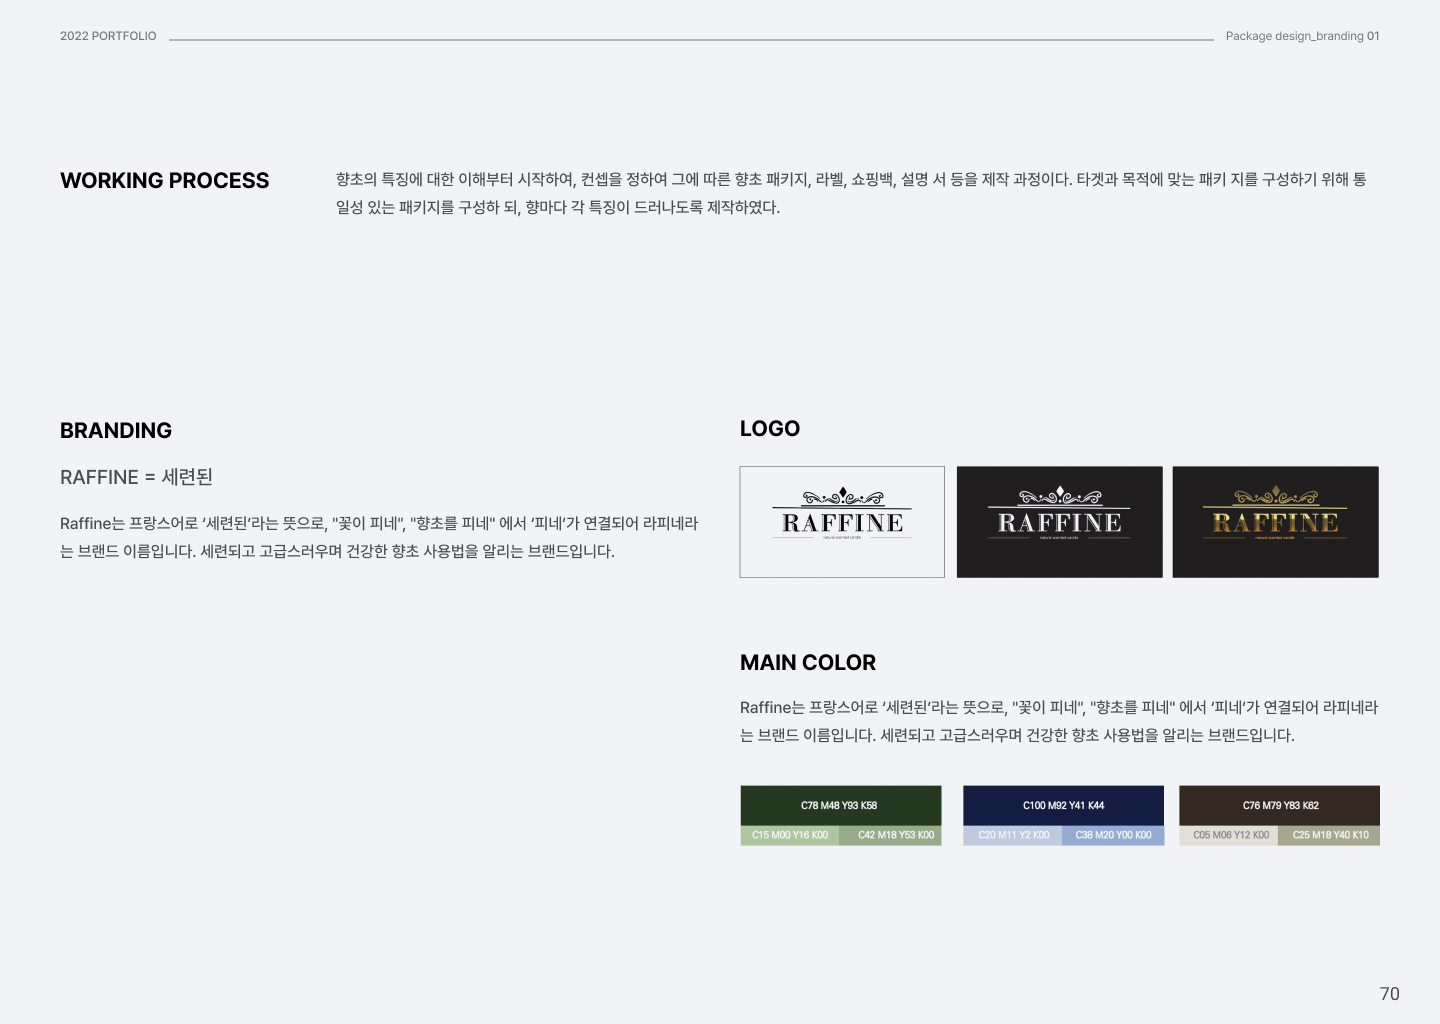 2022 PORTFOLIO
Package design_branding 01
WORKING PROCESS
향초의 특징에 대한 이해부터 시작하여, 컨셉을 정하여 그에 따른 향초 패키지, 라벨, 쇼핑백, 설명 서 등을 제작 과정이다. 타겟과 목적에 맞는 패키 지를 구성하기 위해 통
일성 있는 패키지를 구성하 되, 향마다 각 특징이 드러나도록 제작하였다.
BRANDING
RAFFINE = 세련된
Raffine는 프랑스어로 ‘세련된’라는 뜻으로, "꽃이 피네", "향초를 피네" 에서 ‘피네’가 연결되어 라피네라
는 브랜드 이름입니다. 세련되고 고급스러우며 건강한 향초 사용법을 알리는 브랜드입니다.
LOGO
RAFFINE
natural scented candle
RAFFINE
natural scented candle
RAFFINE
natural scented candle
MAIN COLOR
Raffine는 프랑스어로 ‘세련된’라는 뜻으로, "꽃이 피네", "향초를 피네" 에서 ‘피네’가 연결되어 라피네라
는 브랜드 이름입니다. 세련되고 고급스러우며 건강한 향초 사용법을 알리는 브랜드입니다.
C78 M48 Y93 K58
C15 M00 Y16 K00
C42 M18 Y53 K00
C100 M92 Y41 K44
C20 M11 Y2 K00
C38 M20 Y00 K00
C76 M79 Y83 K62
C05 M06 Y12 K00
C25 M18 Y40 K10
70